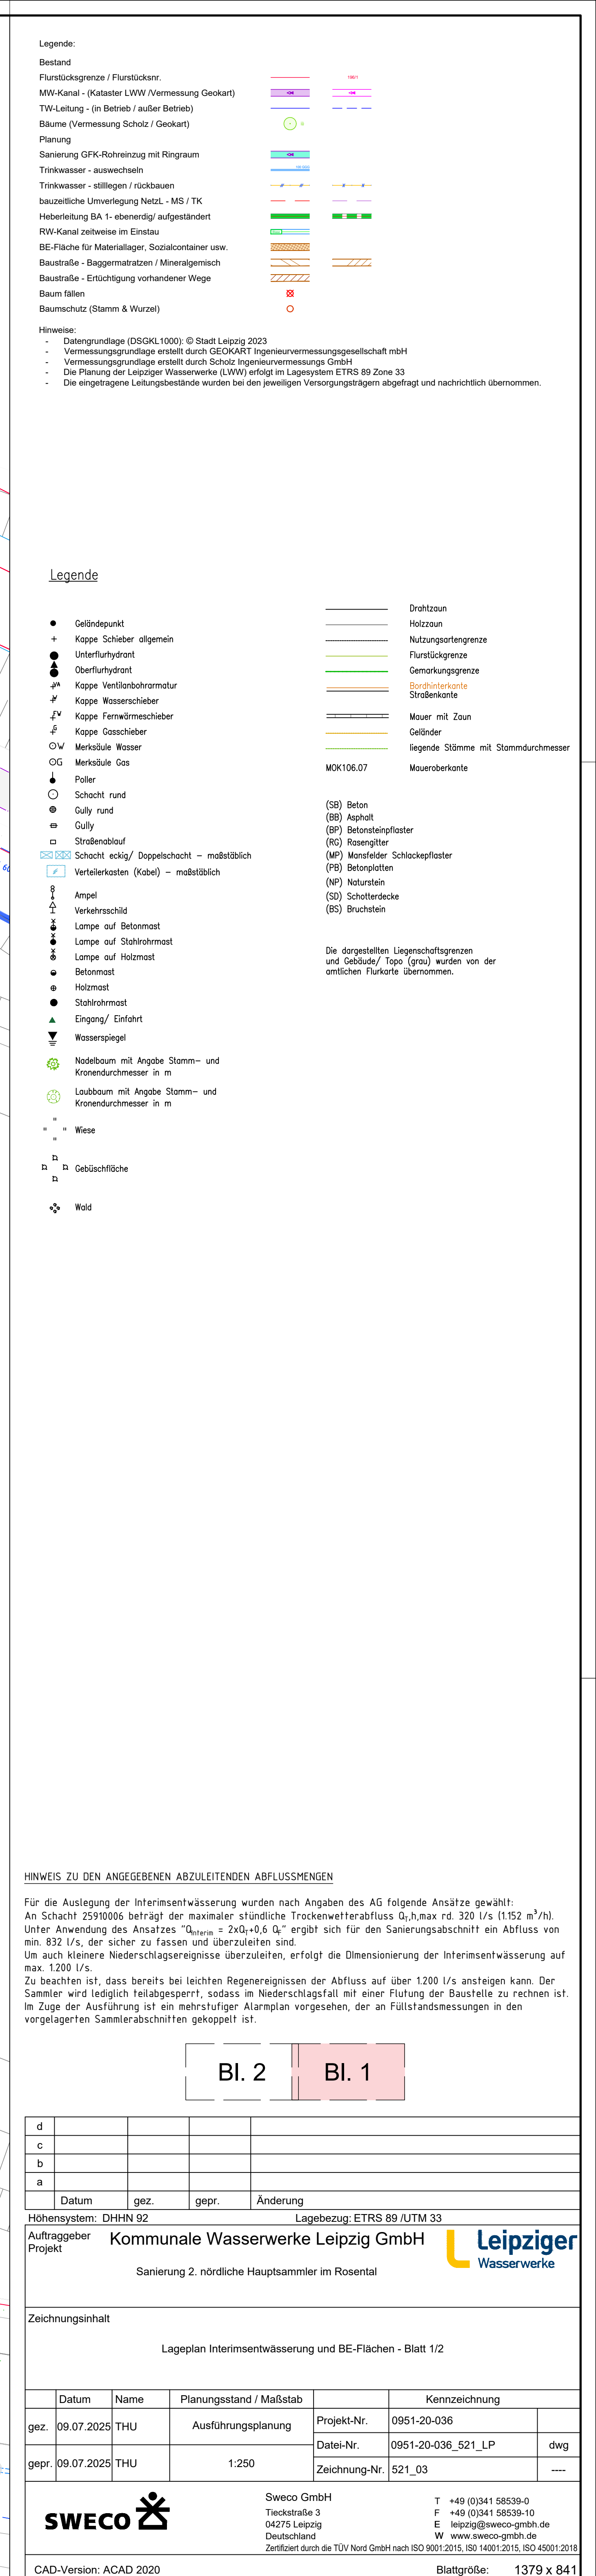 Legende:
Bestand
Flurstücksgrenze / Flurstücksnr.
196/1
MW-Kanal - (Kataster LWW /Vermessung Geokart)
TW-Leitung - (in Betrieb / außer Betrieb)
Bäume (Vermessung Scholz / Geokart)
Planung
Sanierung GFK-Rohreinzug mit Ringraum
Trinkwasser - auswechseln
Trinkwasser - stilllegen / rückbauen
bauzeitliche Umverlegung NetzL - MS / TK
Heberleitung BA 1- ebenerdig/ aufgeständert
RW-Kanal zeitweise im Einstau
BE-Fläche für Materiallager, Sozialcontainer usw.
Baustraße - Baggermatratzen / Mineralgemisch
Baustraße - Ertüchtigung vorhandener Wege
Baum fällen
Baumschutz (Stamm & Wurzel)
Hinweise:
- Datengrundlage (DSGKL1000): © Stadt Leipzig 2023
- Vermessungsgrundlage erstellt durch GEOKART Ingenieurvermessungsgesellschaft mbH
- Vermessungsgrundlage erstellt durch Scholz Ingenieurvermessungs GmbH
- Die Planung der Leipziger Wasserwerke (LWW) erfolgt im Lagesystem ETRS 89 Zone 33
- Die eingetragene Leitungsbestände wurden bei den jeweiligen Versorgungsträgern abgefragt und nachrichtlich übernommen.
Legende
Geländepunkt
Kappe Schieber allgemein
Unterflurhydrant
Oberflurhydrant
VA Kappe Ventilanbohrarmatur
W Kappe Wasserschieber
FW Kappe Fernwärmeschieber
G Kappe Gasschieber
W Merksäule Wasser
G Merksäule Gas
Poller
Schacht rund
Gully rund
Gully
Straßenablauf
Schacht eckig/ Doppelschacht – maßstäblich
Verteilerkasten (Kabel) – maßstäblich
Ampel
Verkehrsschild
Lampe auf Betonmast
Lampe auf Stahlrohrmast
Lampe auf Holzmast
Betonmast
Holzmast
Stahlrohrmast
Eingang/ Einfahrt
Wasserspiegel
Nadelbaum mit Angabe Stamm– und
Kronendurchmesser in m
Laubbaum mit Angabe Stamm– und
Kronendurchmesser in m
Wiese
Gebüschfläche
Wald
Drahtzaun
Holzzaun
Nutzungsartengrenze
Flurstückgrenze
Gemarkungsgrenze
Bordhinterkante
Straßenkante
Mauer mit Zaun
Geländer
liegende Stämme mit Stammdurchmesser
MOK106.07 Maueroberkante
(SB) Beton
(BB) Asphalt
(BP) Betonsteinpflaster
(RG) Rasengitter
(MP) Mansfelder Schlackepflaster
(PB) Betonplatten
(NP) Naturstein
(SD) Schotterdecke
(BS) Bruchstein
Die dargestellten Liegenschaftsgrenzen
und Gebäude/ Topo (grau) wurden von der
amtlichen Flurkarte übernommen.
HINWEIS ZU DEN ANGEGEBENEN ABZULEITENDEN ABFLUSSMENGEN
Für die Auslegung der Interimsentwässerung wurden nach Angaben des AG folgende Ansätze gewählt:
An Schacht 25910006 beträgt der maximaler stündliche Trockenwetterabfluss QT,h,max rd. 320 l/s (1.152 m³/h).
Unter Anwendung des Ansatzes "QInterim = 2xQT+0,6 QF" ergibt sich für den Sanierungsabschnitt ein Abfluss von
min. 832 l/s, der sicher zu fassen und überzuleiten sind.
Um auch kleinere Niederschlagsereignisse überzuleiten, erfolgt die DImensionierung der Interimsentwässerung auf
max. 1.200 l/s.
Zu beachten ist, dass bereits bei leichten Regenereignissen der Abfluss auf über 1.200 l/s ansteigen kann. Der
Sammler wird lediglich teilabgesperrt, sodass im Niederschlagsfall mit einer Flutung der Baustelle zu rechnen ist.
Im Zuge der Ausführung ist ein mehrstufiger Alarmplan vorgesehen, der an Füllstandsmessungen in den
vorgelagerten Sammlerabschnitten gekoppelt ist.
Bl. 2 Bl. 1
d
c
b
a
Datum gez. gepr. Änderung
Höhensystem: DHHN 92 Lagebezug: ETRS 89 /UTM 33
Auftraggeber
Projekt
Kommunale Wasserwerke Leipzig GmbH
Leipziger
Wasserwerke
Sanierung 2. nördliche Hauptsammler im Rosental
Zeichnungsinhalt
Lageplan Interimsentwässerung und BE-Flächen - Blatt 1/2
Datum Name Planungsstand / Maßstab Kennzeichnung
gez. 09.07.2025 THU Ausführungsplanung
Projekt-Nr. 0951-20-036
Datei-Nr. 0951-20-036_521_LP dwg
gepr. 09.07.2025 THU 1:250
Zeichnung-Nr. 521_03 ----
SWECO
Sweco GmbH
Tieckstraße 3
04275 Leipzig
Deutschland
T +49 (0)341 58539-0
F +49 (0)341 58539-10
E leipzig@sweco-gmbh.de
W www.sweco-gmbh.de
Zertifiziert durch die TÜV Nord GmbH nach ISO 9001:2015, ISO 14001:2015, ISO 45001:2018
CAD-Version: ACAD 2020 Blattgröße: 1379 x 841